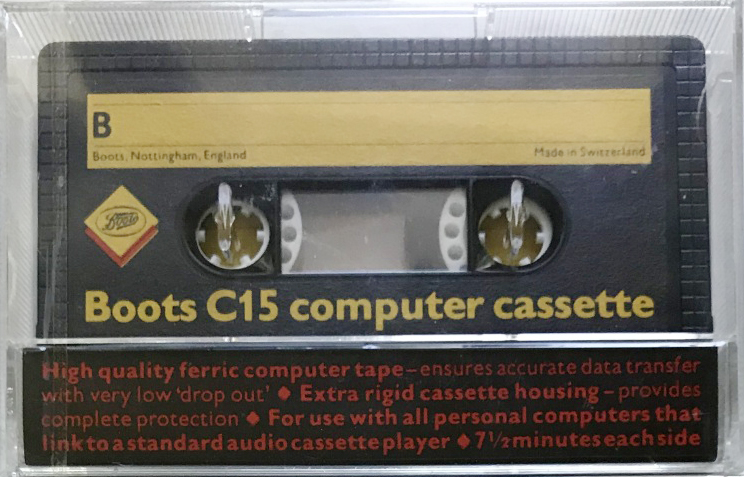 B
Boots, Nottingham, England
Made in Switzerland
Boots
Boots C15 computer cassette
High quality ferric computer tape – ensures accurate data transfer
with very low 'drop out' ♦ Extra rigid cassette housing – provides
complete protection ♦ For use with all personal computers that
link to a standard audio cassette player ♦ 7½ minutes each side